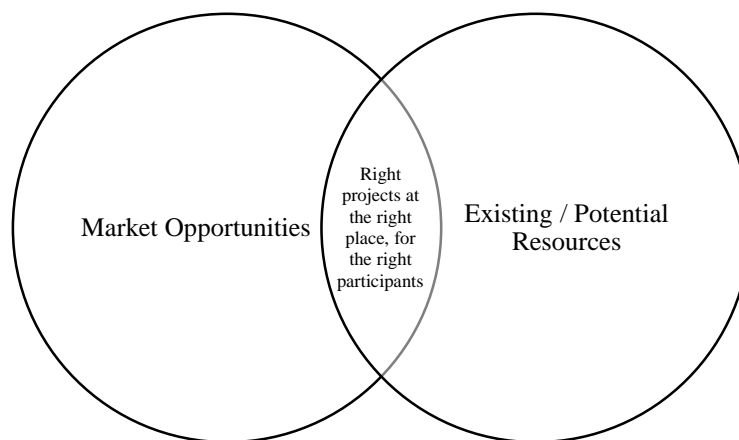 Market Opportunities
Right
projects at
the right
place, for
the right
participants
Existing / Potential
Resources